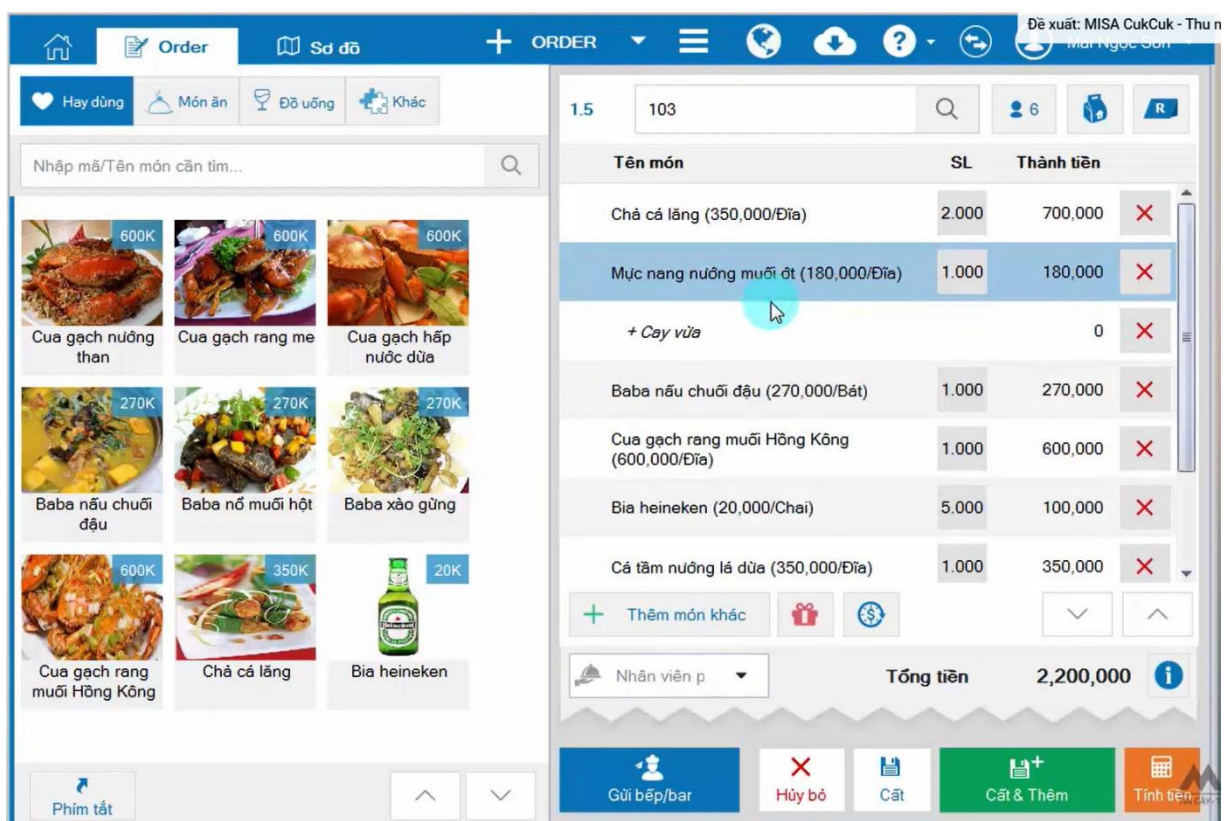 Đề xuất: MISA CukCuk - Thu n
Order
Sơ đồ
+ ORDER
Mai Ngọc Sơn
Hay dùng
Món ăn
Đồ uống
Khác
Nhập mã/Tên món cần tìm...
600K
600K
600K
Cua gạch nướng than
Cua gạch rang me
Cua gạch hấp nước dừa
270K
270K
270K
Baba nấu chuối đậu
Baba nổ muối hột
Baba xào gừng
600K
350K
20K
Cua gạch rang muối Hồng Kông
Chả cá lăng
Bia heineken
Phím tắt
1.5
103
6
R
Tên món SL Thành tiền
Chả cá lăng (350,000/Đĩa) 2.000 700,000
Mực nang nướng muối ớt (180,000/Đĩa) 1.000 180,000
+ Cay vừa 0
Baba nấu chuối đậu (270,000/Bát) 1.000 270,000
Cua gạch rang muối Hồng Kông
(600,000/Đĩa) 1.000 600,000
Bia heineken (20,000/Chai) 5.000 100,000
Cá tầm nướng lá dừa (350,000/Đĩa) 1.000 350,000
+ Thêm món khác
Nhân viên p
Tổng tiền 2,200,000
Gửi bếp/bar
Hủy bỏ
Cất
Cất & Thêm
Tính tiền